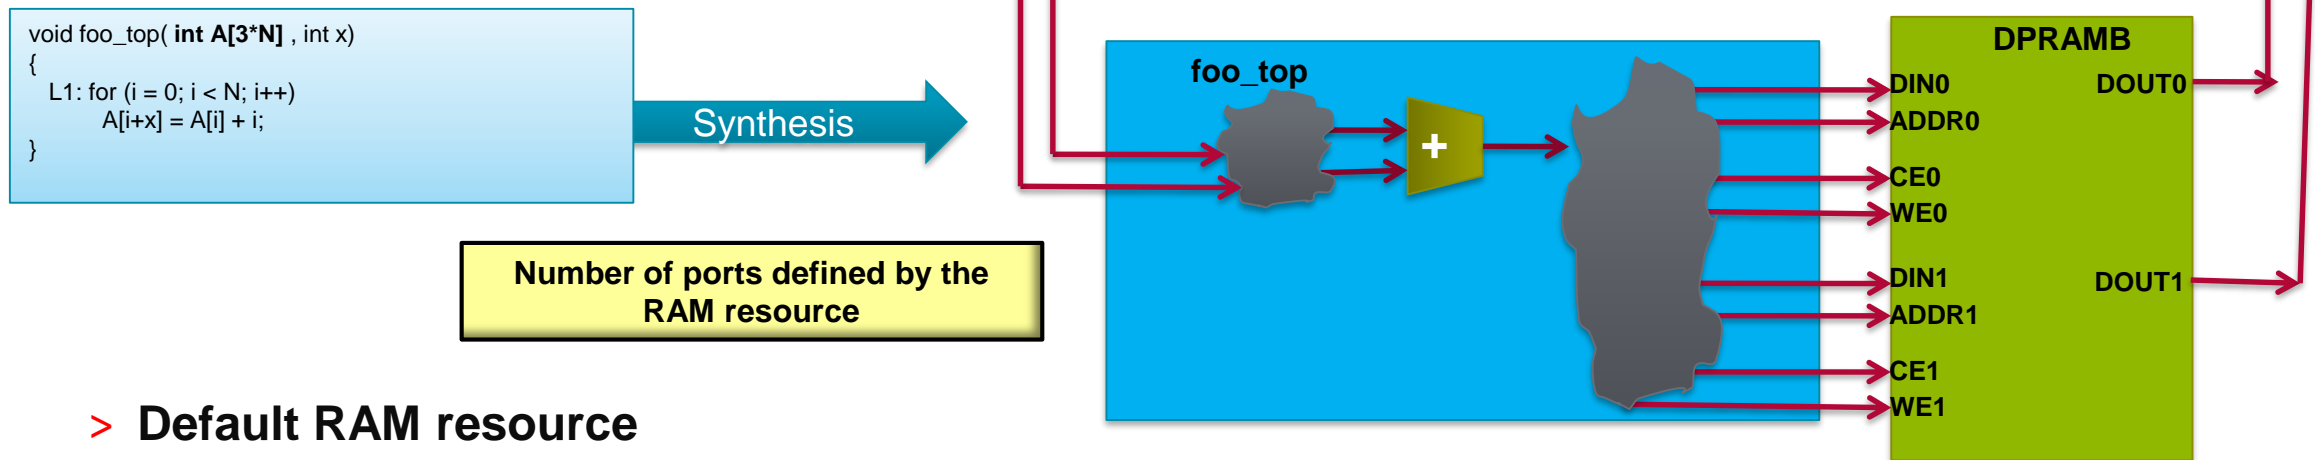 void foo_top( int A[3*N] , int x)
{
L1: for (i = 0; i < N; i++)
A[i+x] = A[i] + i;
}
Synthesis
Number of ports defined by the
RAM resource
> Default RAM resource
foo_top
+
DPRAMB
DIN0
DOUT0
ADDR0
CE0
WE0
DIN1
DOUT1
ADDR1
CE1
WE1